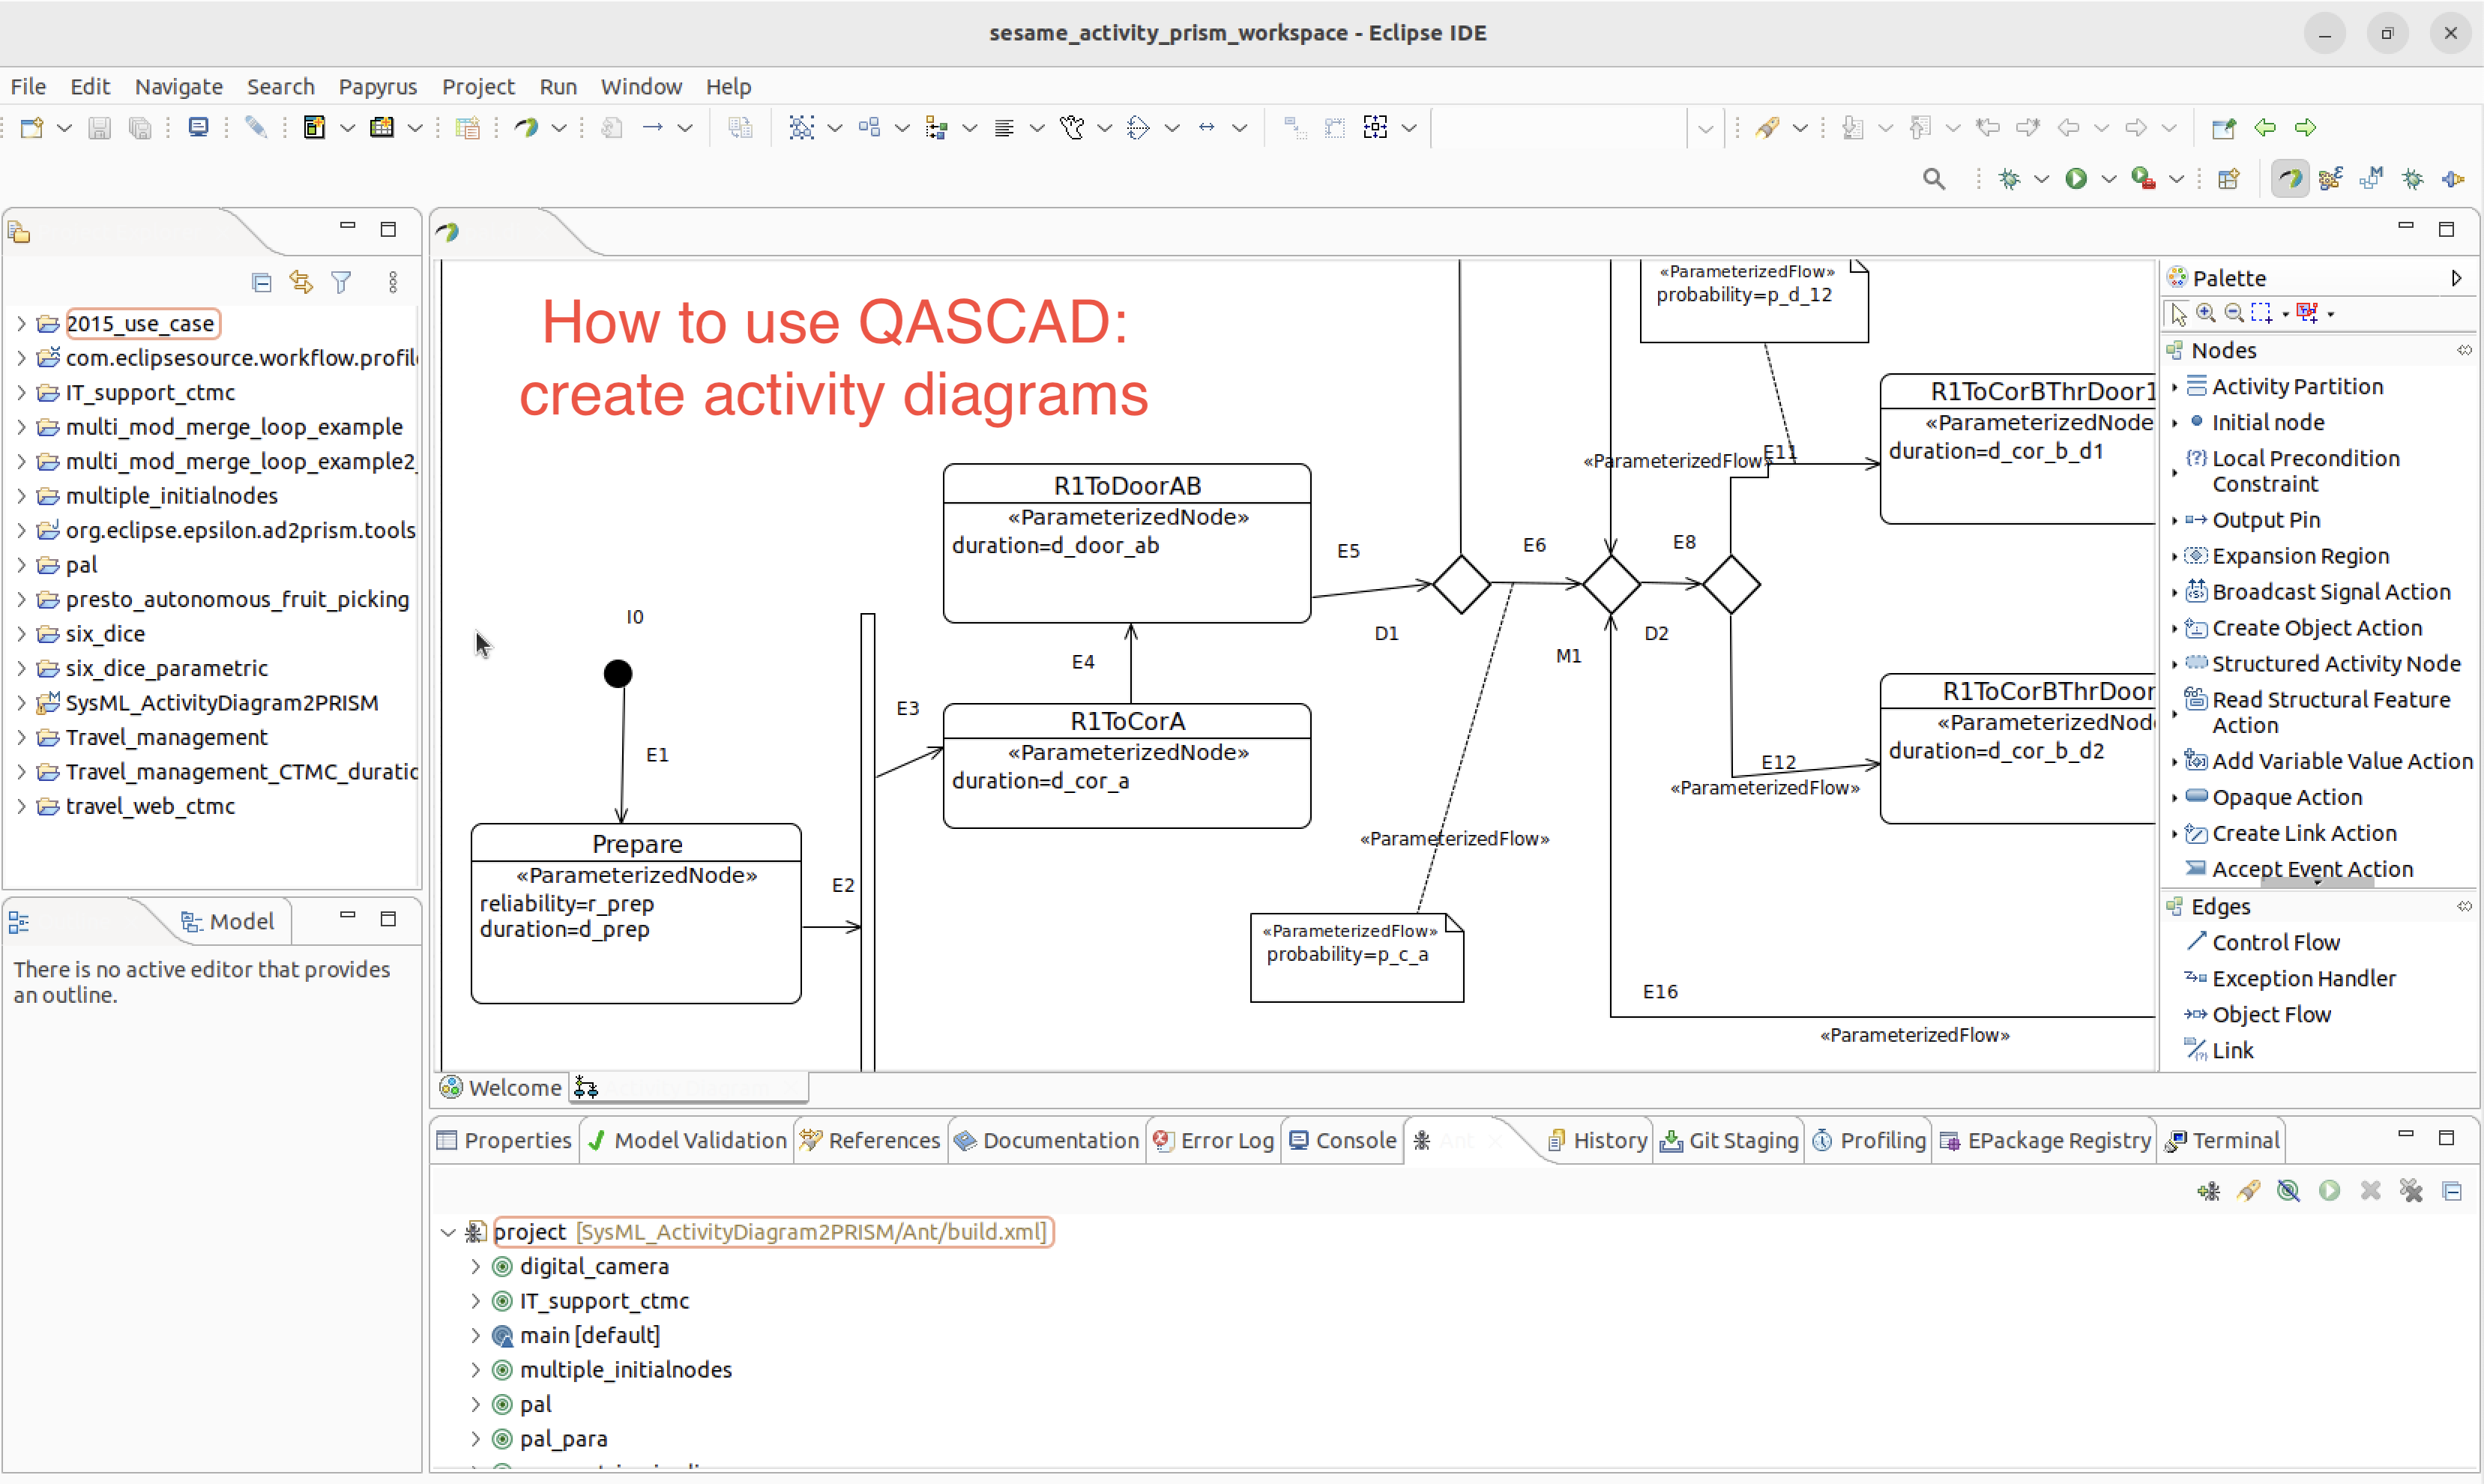 sesame_activity_prism_workspace - Eclipse IDE
File Edit Navigate Search Papyrus Project Run Window Help
2015_use_case
com.eclipsesource.workflow.profil
IT_support_ctmc
multi_mod_merge_loop_example
multi_mod_merge_loop_example2_
multiple_initialnodes
org.eclipse.epsilon.ad2prism.tools
pal
presto_autonomous_fruit_picking
six_dice
six_dice_parametric
SysML_ActivityDiagram2PRISM
Travel_management
Travel_management_CTMC_duratio
travel_web_ctmc
Model
There is no active editor that provides
an outline.
How to use QASCAD:
create activity diagrams
«ParameterizedFlow»
probability=p_d_12
R1ToCorBThrDoor1
«ParameterizedNode
duration=d_cor_b_d1
«ParameterizedFlow»
E11
R1ToDoorAB
«ParameterizedNode»
duration=d_door_ab
E5
E6
E8
I0
D1
D2
M1
E4
E3
R1ToCorA
«ParameterizedNode»
duration=d_cor_a
R1ToCorBThrDoor
«ParameterizedNode
duration=d_cor_b_d2
E1
E12
«ParameterizedFlow»
Prepare
«ParameterizedNode»
reliability=r_prep
duration=d_prep
E2
«ParameterizedFlow»
«ParameterizedFlow»
probability=p_c_a
E16
«ParameterizedFlow»
Palette
Nodes
Activity Partition
Initial node
Local Precondition
Constraint
Output Pin
Expansion Region
Broadcast Signal Action
Create Object Action
Structured Activity Node
Read Structural Feature
Action
Add Variable Value Action
Opaque Action
Create Link Action
Accept Event Action
Edges
Control Flow
Exception Handler
Object Flow
Link
Welcome
Properties Model Validation References Documentation Error Log Console Ant History Git Staging Profiling EPackage Registry Terminal
project [SysML_ActivityDiagram2PRISM/Ant/build.xml]
digital_camera
IT_support_ctmc
main [default]
multiple_initialnodes
pal
pal_para